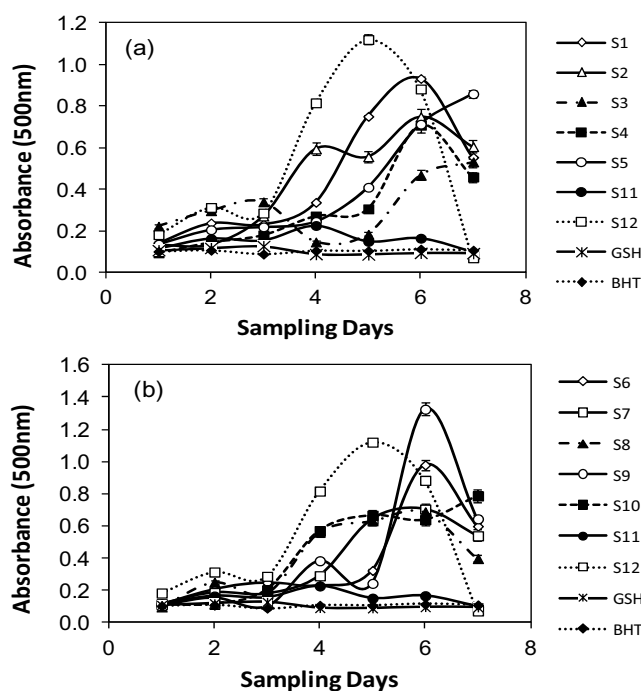 (a)
Absorbance (500nm)
1.2
1.0
0.8
0.6
0.4
0.2
0.0
0 2 4 6 8
Sampling Days
S1
S2
S3
S4
S5
S11
S12
GSH
BHT
(b)
Absorbance (500nm)
1.6
1.4
1.2
1.0
0.8
0.6
0.4
0.2
0.0
0 2 4 6 8
Sampling Days
S6
S7
S8
S9
S10
S11
S12
GSH
BHT